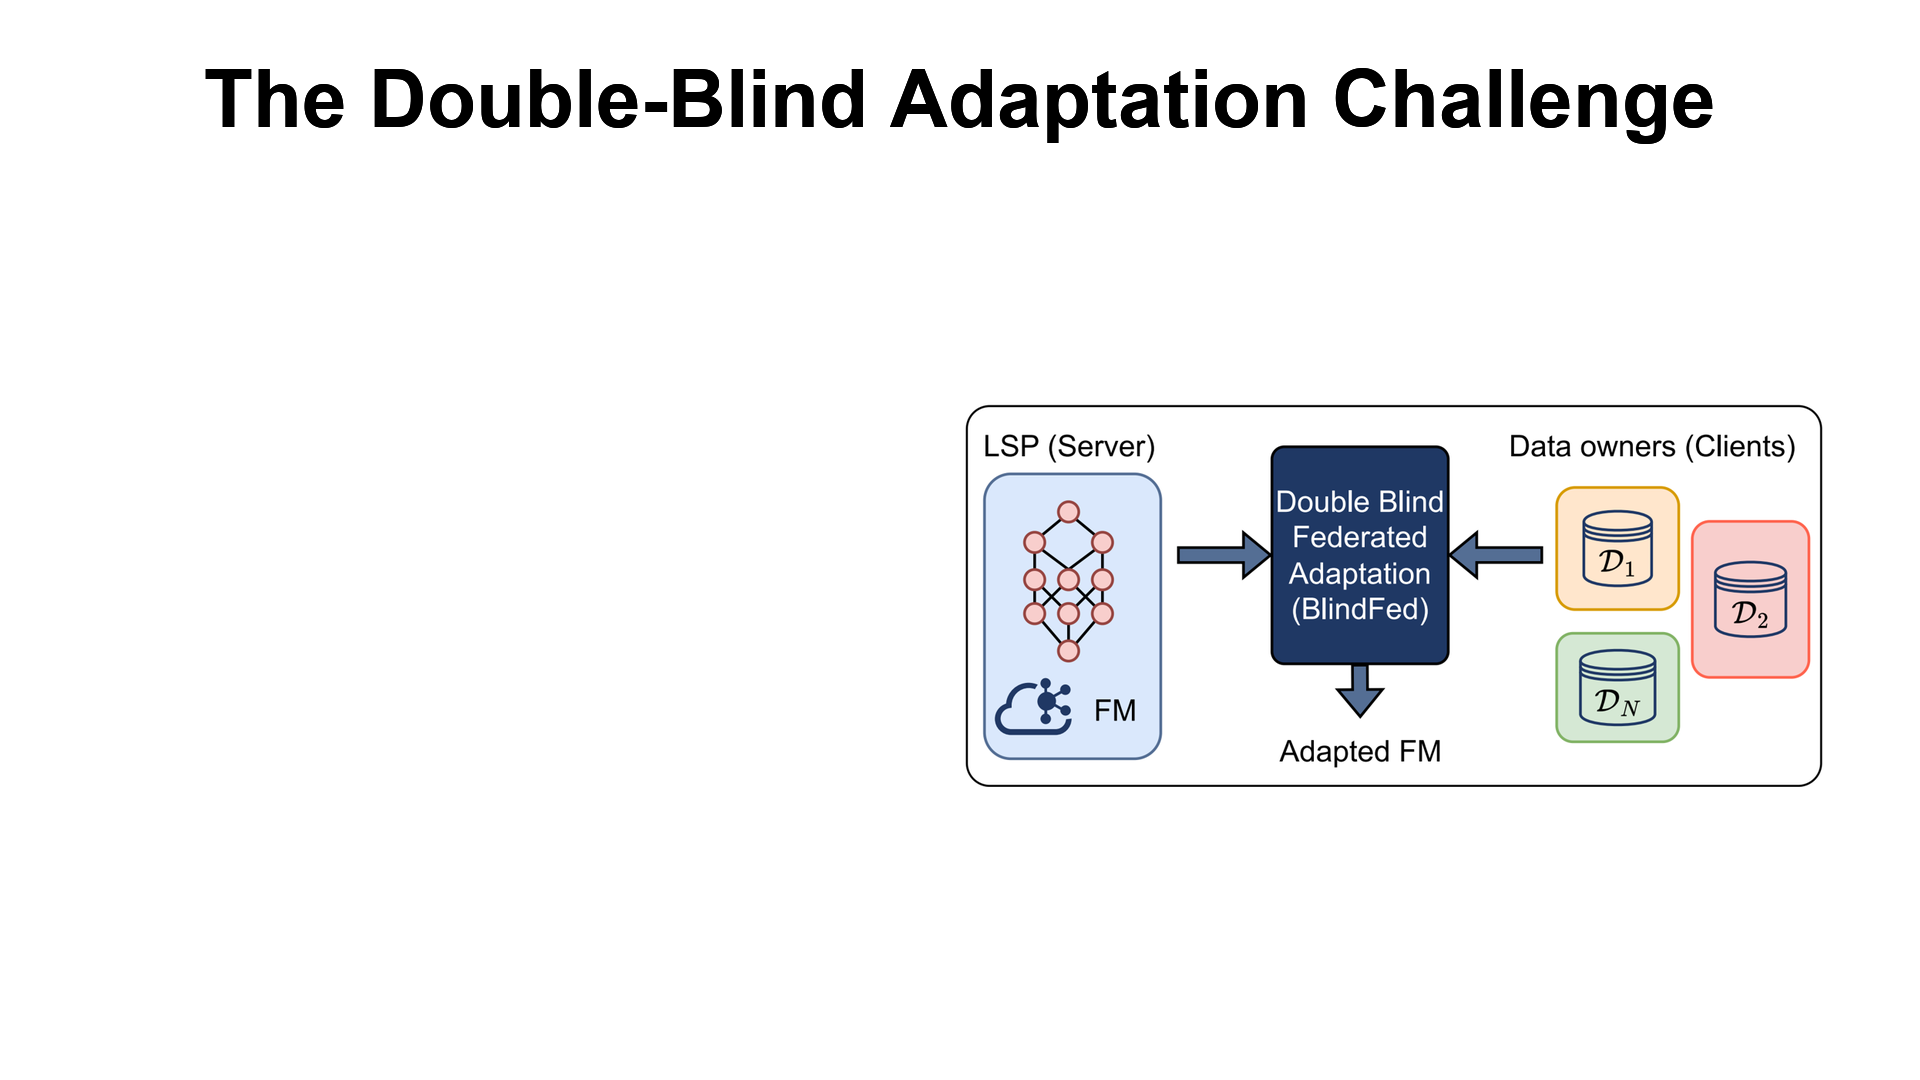 The Double-Blind Adaptation Challenge
LSP (Server)
FM
Double Blind
Federated
Adaptation
(BlindFed)
Adapted FM
Data owners (Clients)
𝒟₁
𝒟₂
𝒟_N